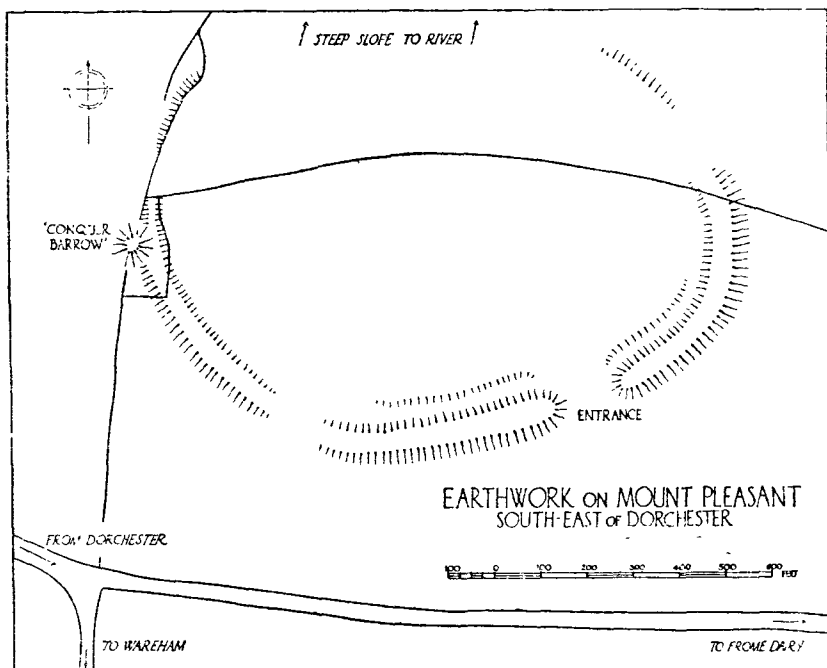 STEEP SLOPE TO RIVER
'CONQUER
BARROW'
ENTRANCE
EARTHWORK ON MOUNT PLEASANT
SOUTH-EAST OF DORCHESTER
FROM DORCHESTER
100 0 100 200 300 400 500 600 FEET
TO WAREHAM
TO FROME DAIRY